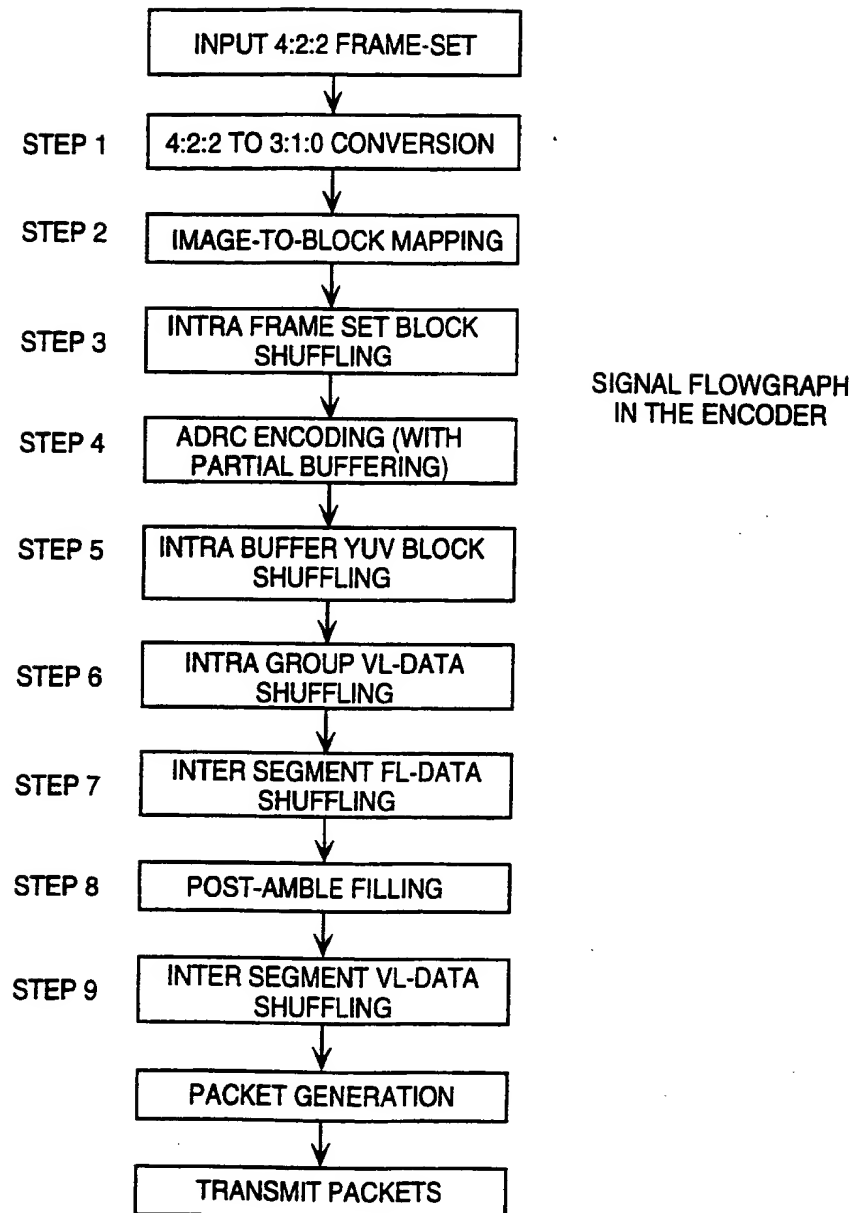 INPUT 4:2:2 FRAME-SET
STEP 1
4:2:2 TO 3:1:0 CONVERSION
STEP 2
IMAGE-TO-BLOCK MAPPING
STEP 3
INTRA FRAME SET BLOCK
SHUFFLING
SIGNAL FLOWGRAPH
IN THE ENCODER
STEP 4
ADRC ENCODING (WITH
PARTIAL BUFFERING)
STEP 5
INTRA BUFFER YUV BLOCK
SHUFFLING
STEP 6
INTRA GROUP VL-DATA
SHUFFLING
STEP 7
INTER SEGMENT FL-DATA
SHUFFLING
STEP 8
POST-AMBLE FILLING
STEP 9
INTER SEGMENT VL-DATA
SHUFFLING
PACKET GENERATION
TRANSMIT PACKETS